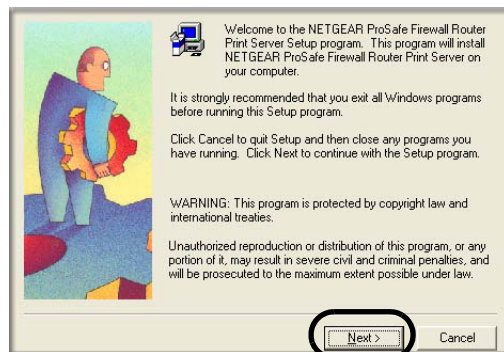 Welcome to the NETGEAR ProSafe Firewall Router
Print Server Setup program. This program will install
NETGEAR ProSafe Firewall Router Print Server on
your computer.
It is strongly recommended that you exit all Windows programs
before running this Setup program.
Click Cancel to quit Setup and then close any programs you
have running. Click Next to continue with the Setup program.
WARNING: This program is protected by copyright law and
international treaties.
Unauthorized reproduction or distribution of this program, or any
portion of it, may result in severe civil and criminal penalties, and
will be prosecuted to the maximum extent possible under law.
Next > Cancel